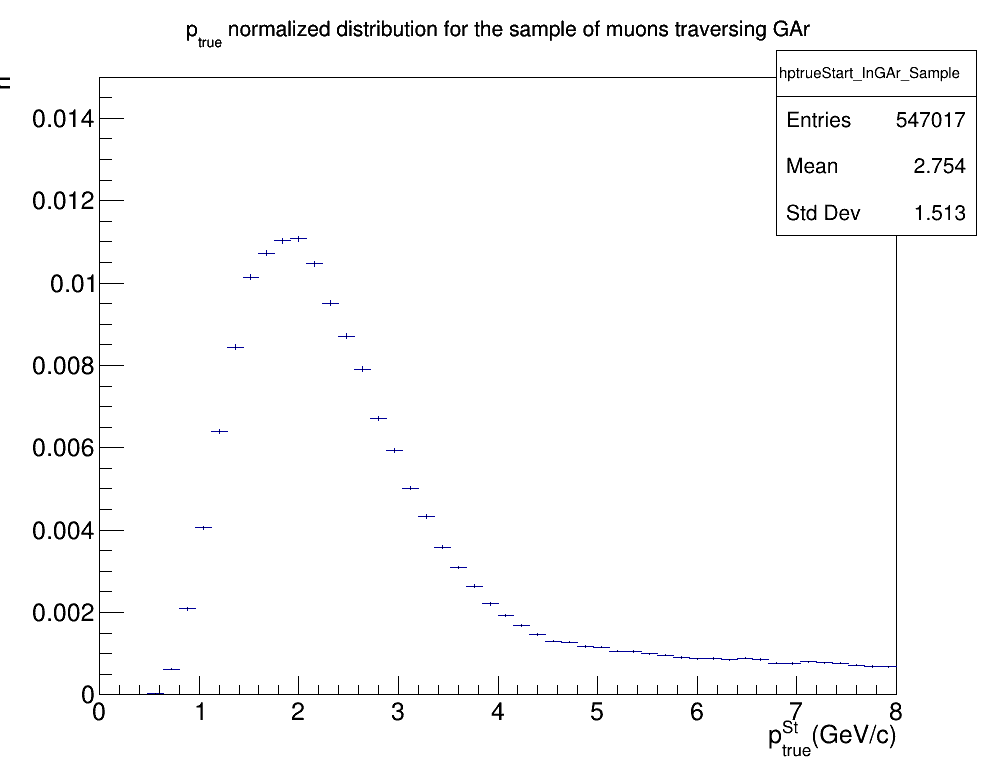 p_true normalized distribution for the sample of muons traversing GAr
hptrueStart_InGAr_Sample
Entries 547017
Mean 2.754
Std Dev 1.513
0.014
0.012
0.01
0.008
0.006
0.004
0.002
0
0 1 2 3 4 5 6 7 8
p^St_true (GeV/c)